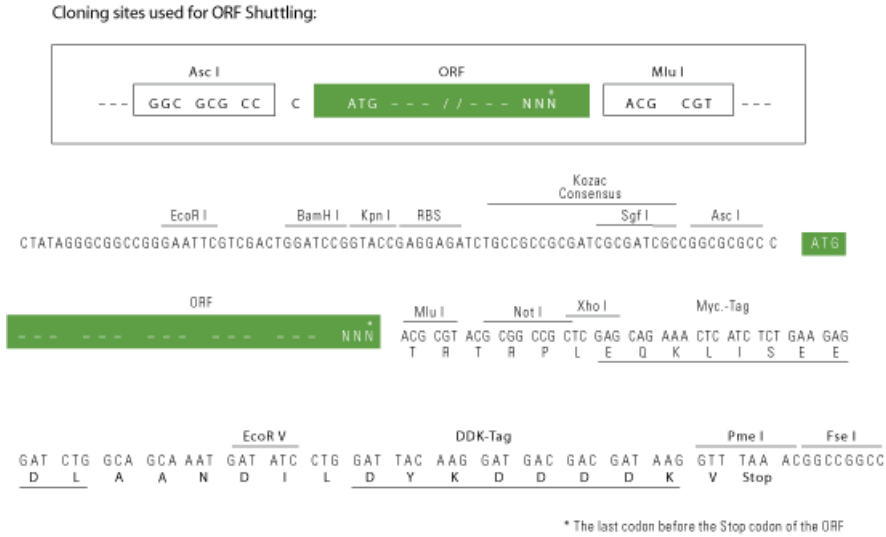 Cloning sites used for ORF Shuttling:
Asc I ORF Mlu I
--- GGC GCG CC C ATG --- // --- NNN* ACG CGT ---
Kozac
Consensus
EcoR I BamH I Kpn I RBS Sgf I Asc I
CTATAGGGCGGCCGGGAATTCGTCGACTGGATCCGGTACCGAGGAGATCTGCCGCCGCGATCGCGATCGCCGGCGCGCC C ATG
ORF Mlu I Not I Xho I Myc.-Tag
--- --- --- --- --- NNN* ACG CGT ACG CGG CCG CTC GAG CAG AAA CTC ATC TCT GAA GAG
T R T R P L E Q K L I S E E
EcoR V DDK-Tag Pme I Fse I
GAT CTG GCA GCA AAT GAT ATC CTG GAT TAC AAG GAT GAC GAC GAT AAG GTT TAA ACGGCCGGCC
D L A A N D I L D Y K D D D D K V Stop
* The last codon before the Stop codon of the ORF